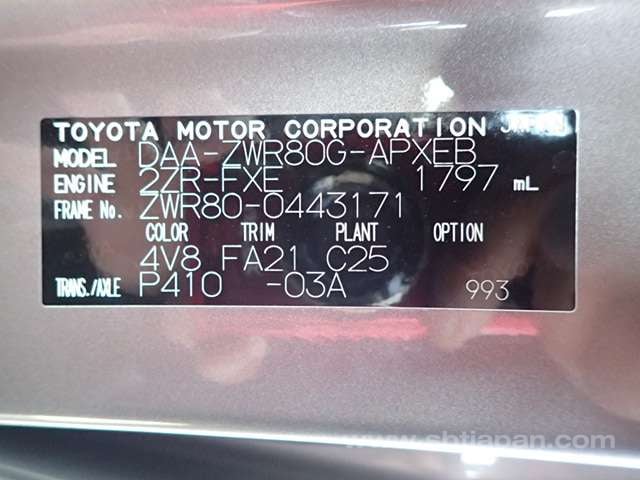 TOYOTA MOTOR CORPORATION JAPAN
MODEL DAA-ZWR80G-APXEB
ENGINE 2ZR-FXE 1797 mL
FRAME No. ZWR80-0443171
COLOR TRIM PLANT OPTION
4V8 FA21 C25
TRANS./AXLE P410 -03A 993
www.sbtjapan.com